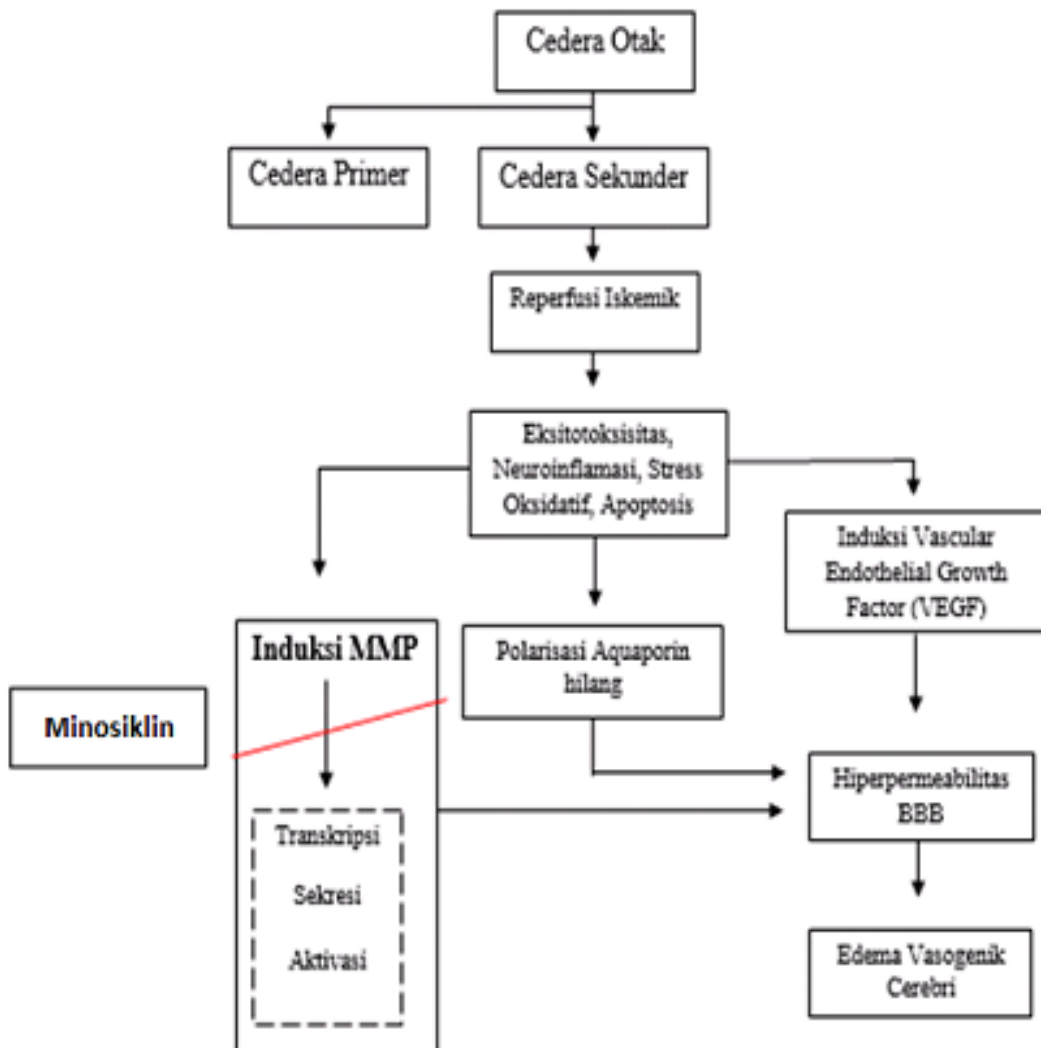 Cedera Otak
Cedera Primer
Cedera Sekunder
Reperfusi Iskemik
Eksitotoksisitas,
Neuroinflamasi, Stress
Oksidatif, Apoptosis
Induksi Vascular
Endothelial Growth
Factor (VEGF)
Induksi MMP
Polarisasi Aquaporin
hilang
Minosiklin
Hiperpermeabilitas
BBB
Transkripsi
Sekresi
Aktivasi
Edema Vasogenik
Cerebri